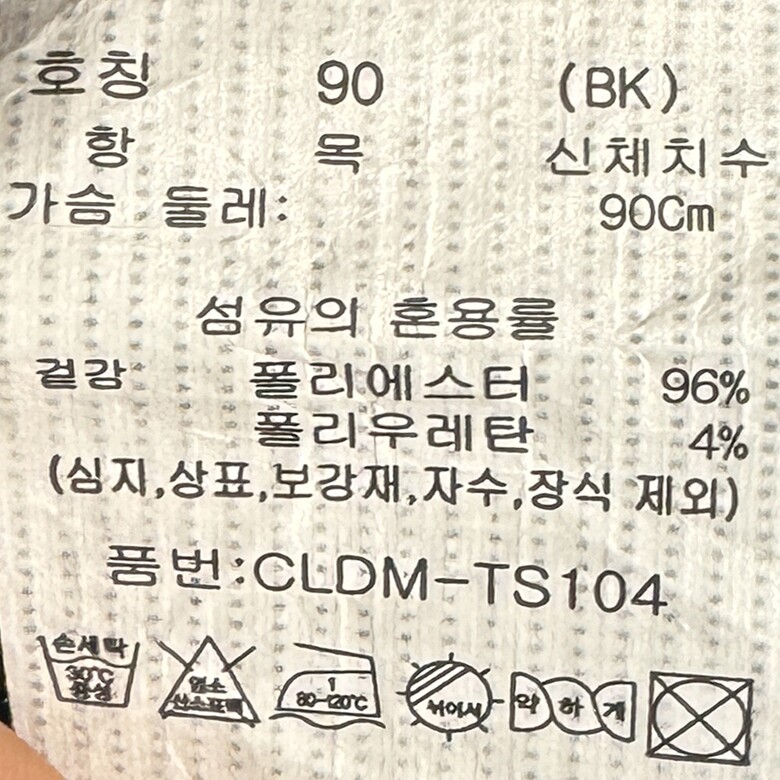 호칭 90 (BK)
항 목 신체치수
가슴 둘레: 90Cm
섬유의 혼용률
겉감 폴리에스터 96%
폴리우레탄 4%
(심지,상표,보강재,자수,장식 제외)
품번:CLDM-TS104
손세탁
30℃
중성
염소
산소표백
1
80-120℃
뉘어서
약하게